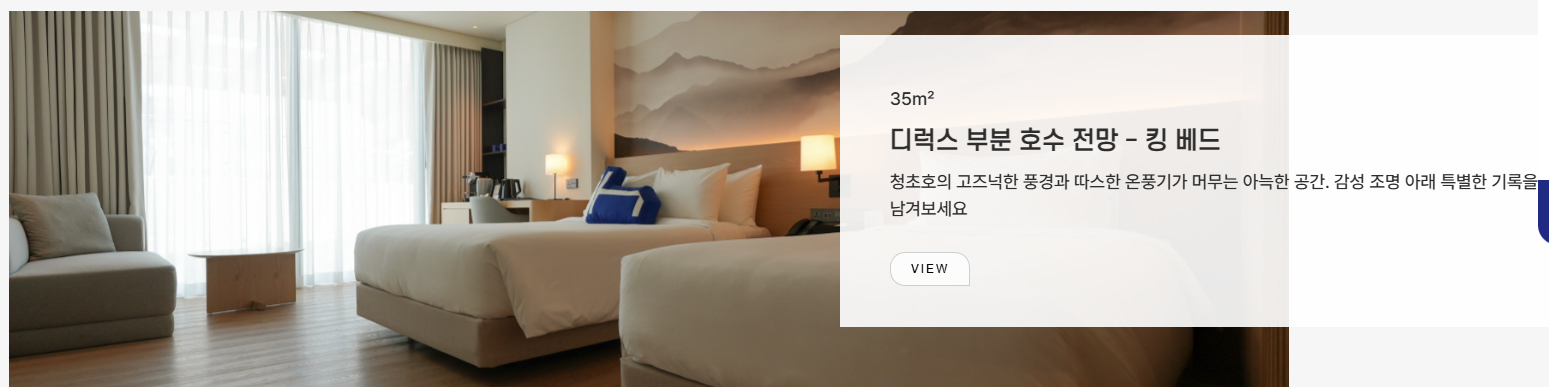 35m²
디럭스 부분 호수 전망 - 킹 베드
청초호의 고즈넉한 풍경과 따스한 온풍기가 머무는 아늑한 공간. 감성 조명 아래 특별한 기록을
남겨보세요
VIEW